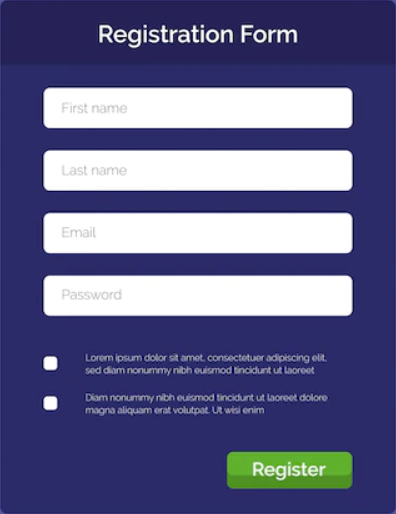 Registration Form
First name
Last name
Email
Password
Lorem ipsum dolor sit amet, consectetuer adipiscing elit,
sed diam nonummy nibh euismod tincidunt ut laoreet
Diam nonummy nibh euismod tincidunt ut laoreet dolore
magna aliquam erat volutpat. Ut wisi enim
Register